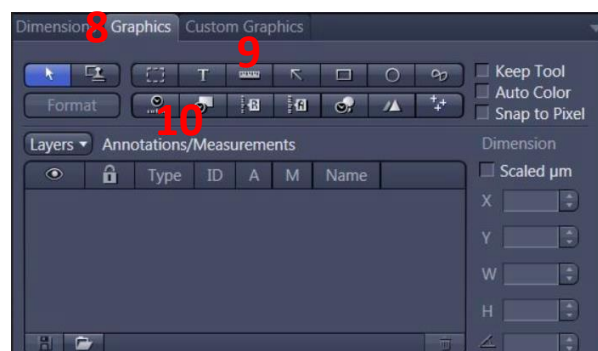 Dimension Graphics Custom Graphics
8
9
T
Keep Tool
Auto Color
Snap to Pixel
Format
10
Layers Annotations/Measurements
Dimension
Type ID A M Name
Scaled µm
X
Y
W
H